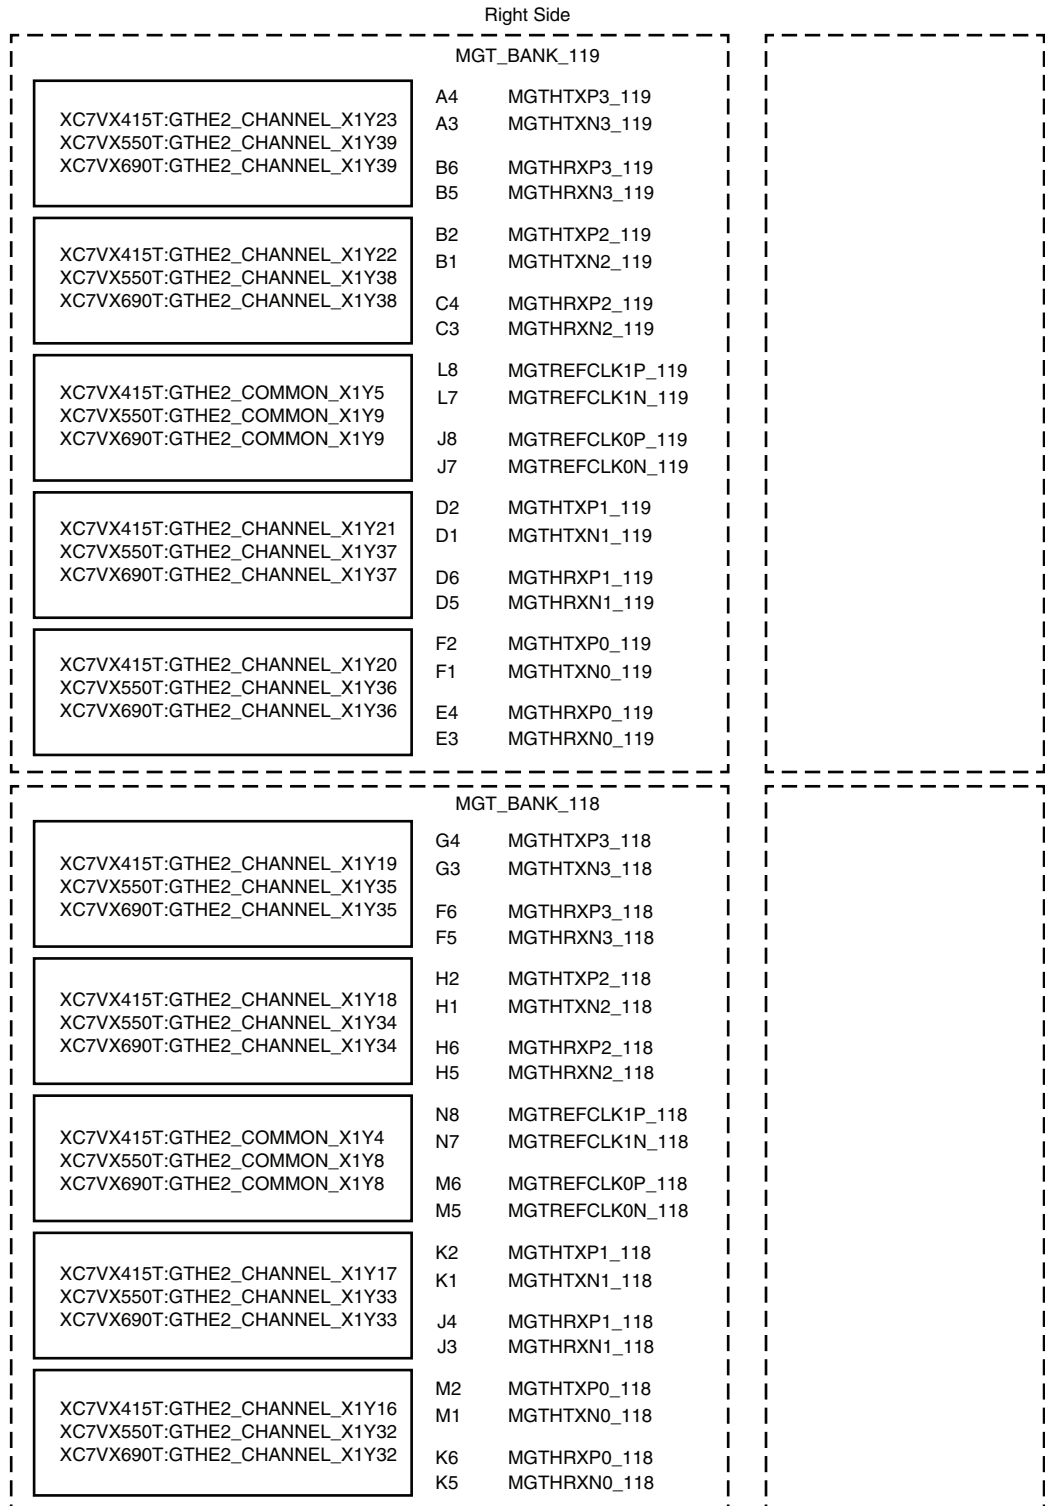 Right Side
MGT_BANK_119
XC7VX415T:GTHE2_CHANNEL_X1Y23
XC7VX550T:GTHE2_CHANNEL_X1Y39
XC7VX690T:GTHE2_CHANNEL_X1Y39
A4 MGTHTXP3_119
A3 MGTHTXN3_119
B6 MGTHRXP3_119
B5 MGTHRXN3_119
XC7VX415T:GTHE2_CHANNEL_X1Y22
XC7VX550T:GTHE2_CHANNEL_X1Y38
XC7VX690T:GTHE2_CHANNEL_X1Y38
B2 MGTHTXP2_119
B1 MGTHTXN2_119
C4 MGTHRXP2_119
C3 MGTHRXN2_119
XC7VX415T:GTHE2_COMMON_X1Y5
XC7VX550T:GTHE2_COMMON_X1Y9
XC7VX690T:GTHE2_COMMON_X1Y9
L8 MGTREFCLK1P_119
L7 MGTREFCLK1N_119
J8 MGTREFCLK0P_119
J7 MGTREFCLK0N_119
XC7VX415T:GTHE2_CHANNEL_X1Y21
XC7VX550T:GTHE2_CHANNEL_X1Y37
XC7VX690T:GTHE2_CHANNEL_X1Y37
D2 MGTHTXP1_119
D1 MGTHTXN1_119
D6 MGTHRXP1_119
D5 MGTHRXN1_119
XC7VX415T:GTHE2_CHANNEL_X1Y20
XC7VX550T:GTHE2_CHANNEL_X1Y36
XC7VX690T:GTHE2_CHANNEL_X1Y36
F2 MGTHTXP0_119
F1 MGTHTXN0_119
E4 MGTHRXP0_119
E3 MGTHRXN0_119
MGT_BANK_118
XC7VX415T:GTHE2_CHANNEL_X1Y19
XC7VX550T:GTHE2_CHANNEL_X1Y35
XC7VX690T:GTHE2_CHANNEL_X1Y35
G4 MGTHTXP3_118
G3 MGTHTXN3_118
F6 MGTHRXP3_118
F5 MGTHRXN3_118
XC7VX415T:GTHE2_CHANNEL_X1Y18
XC7VX550T:GTHE2_CHANNEL_X1Y34
XC7VX690T:GTHE2_CHANNEL_X1Y34
H2 MGTHTXP2_118
H1 MGTHTXN2_118
H6 MGTHRXP2_118
H5 MGTHRXN2_118
XC7VX415T:GTHE2_COMMON_X1Y4
XC7VX550T:GTHE2_COMMON_X1Y8
XC7VX690T:GTHE2_COMMON_X1Y8
N8 MGTREFCLK1P_118
N7 MGTREFCLK1N_118
M6 MGTREFCLK0P_118
M5 MGTREFCLK0N_118
XC7VX415T:GTHE2_CHANNEL_X1Y17
XC7VX550T:GTHE2_CHANNEL_X1Y33
XC7VX690T:GTHE2_CHANNEL_X1Y33
K2 MGTHTXP1_118
K1 MGTHTXN1_118
J4 MGTHRXP1_118
J3 MGTHRXN1_118
XC7VX415T:GTHE2_CHANNEL_X1Y16
XC7VX550T:GTHE2_CHANNEL_X1Y32
XC7VX690T:GTHE2_CHANNEL_X1Y32
M2 MGTHTXP0_118
M1 MGTHTXN0_118
K6 MGTHRXP0_118
K5 MGTHRXN0_118